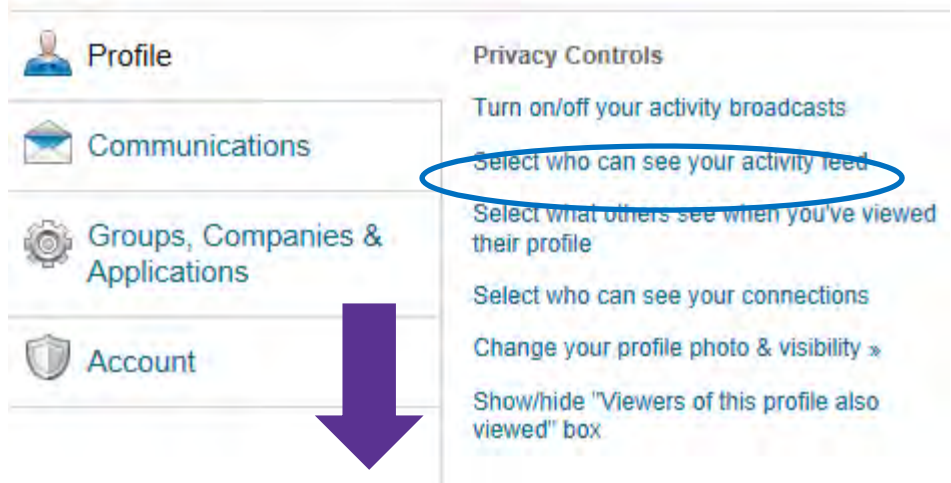 Profile
Communications
Groups, Companies &
Applications
Account
Privacy Controls
Turn on/off your activity broadcasts
Select who can see your activity feed
Select what others see when you've viewed
their profile
Select who can see your connections
Change your profile photo & visibility »
Show/hide "Viewers of this profile also
viewed" box